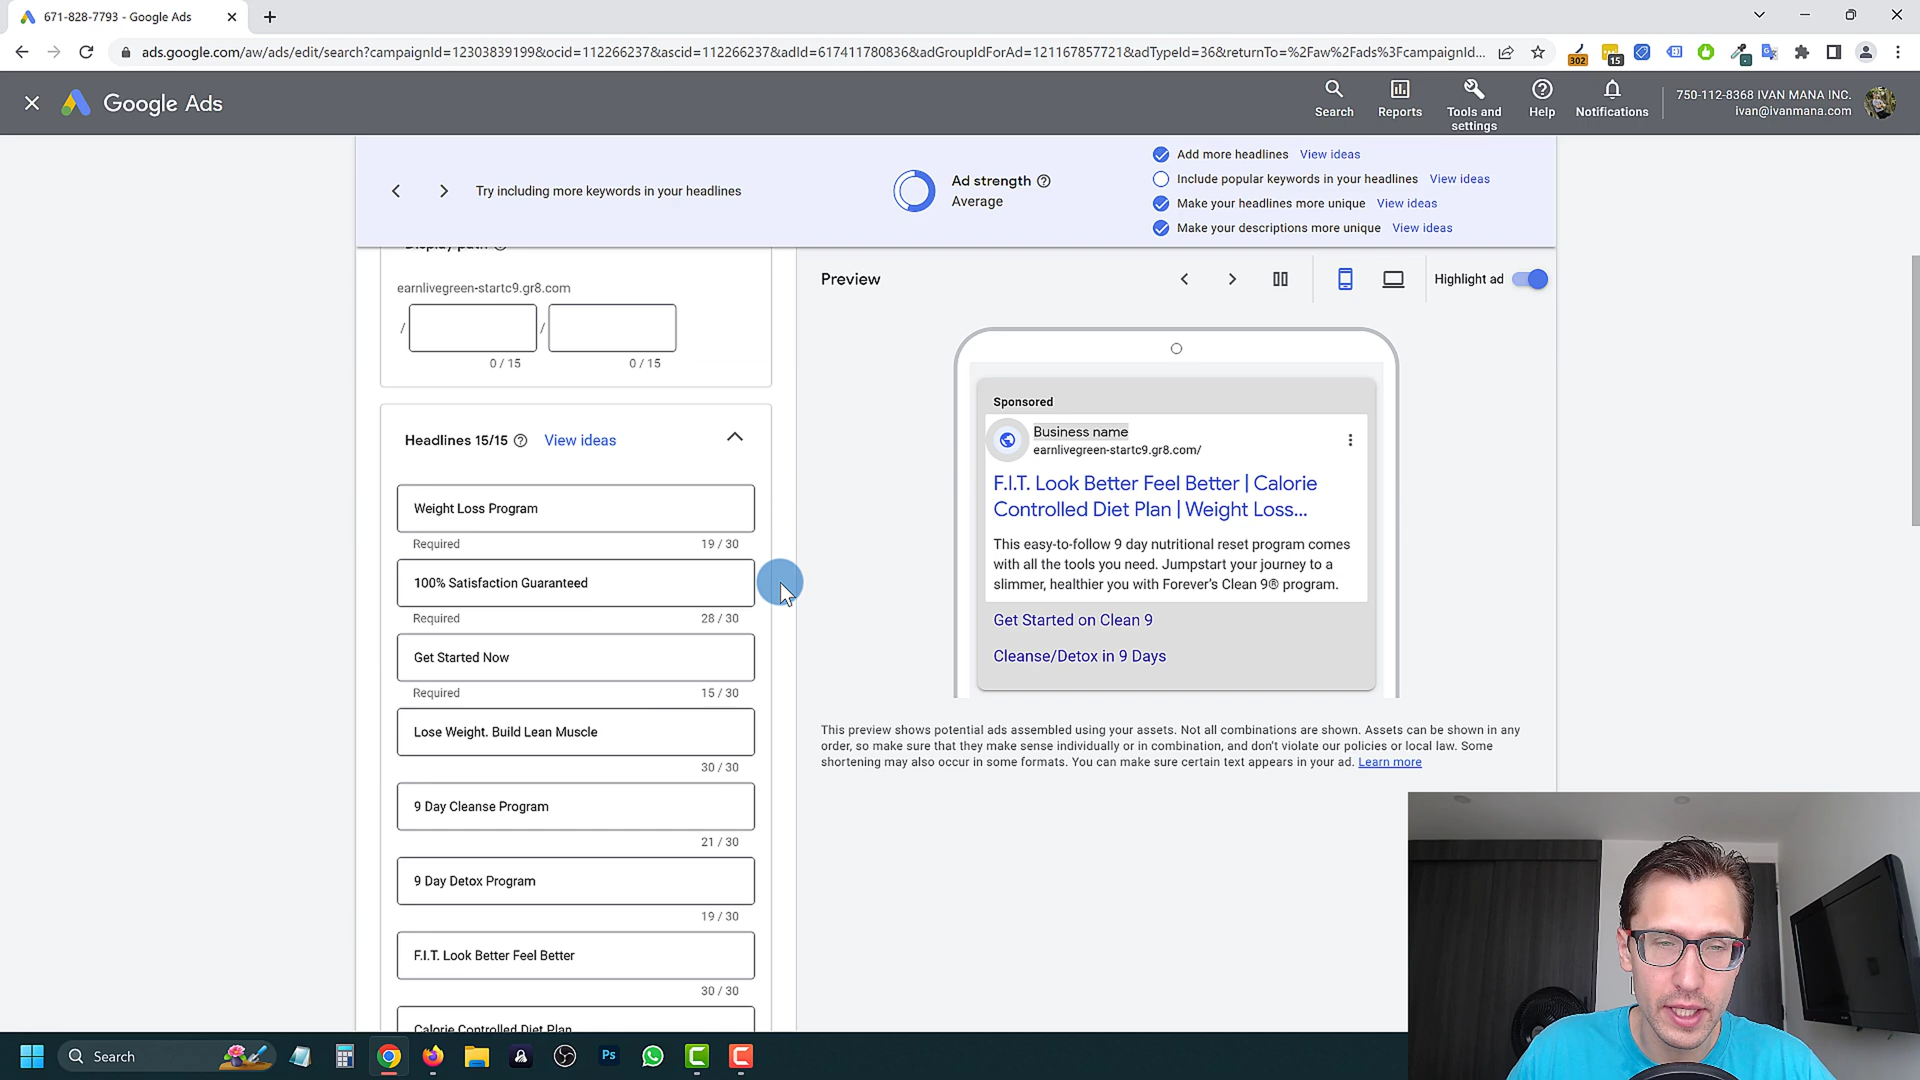 671-828-7793 - Google Ads
ads.google.com/aw/ads/edit/search?campaignId=12303839199&ocid=112266237&ascid=112266237&adId=617411780836&adGroupIdForAd=121167857721&adTypeId=36&returnTo=%2Faw%2Fads%3FcampaignId...
302
15
Google Ads
Search
Reports
Tools and settings
Help
Notifications
750-112-8368 IVAN MANA INC.
ivan@ivanmana.com
Try including more keywords in your headlines
Ad strength
Average
Add more headlines View ideas
Include popular keywords in your headlines View ideas
Make your headlines more unique View ideas
Make your descriptions more unique View ideas
Display path
earnlivegreen-startc9.gr8.com
/ /
0 / 15 0 / 15
Headlines 15/15 View ideas
Weight Loss Program
Required 19 / 30
100% Satisfaction Guaranteed
Required 28 / 30
Get Started Now
Required 15 / 30
Lose Weight. Build Lean Muscle
30 / 30
9 Day Cleanse Program
21 / 30
9 Day Detox Program
19 / 30
F.I.T. Look Better Feel Better
30 / 30
Calorie Controlled Diet Plan
Preview
Highlight ad
Sponsored
Business name
earnlivegreen-startc9.gr8.com/
F.I.T. Look Better Feel Better | Calorie
Controlled Diet Plan | Weight Loss...
This easy-to-follow 9 day nutritional reset program comes
with all the tools you need. Jumpstart your journey to a
slimmer, healthier you with Forever's Clean 9® program.
Get Started on Clean 9
Cleanse/Detox in 9 Days
This preview shows potential ads assembled using your assets. Not all combinations are shown. Assets can be shown in any
order, so make sure that they make sense individually or in combination, and don't violate our policies or local law. Some
shortening may also occur in some formats. You can make sure certain text appears in your ad. Learn more
Search
Ps